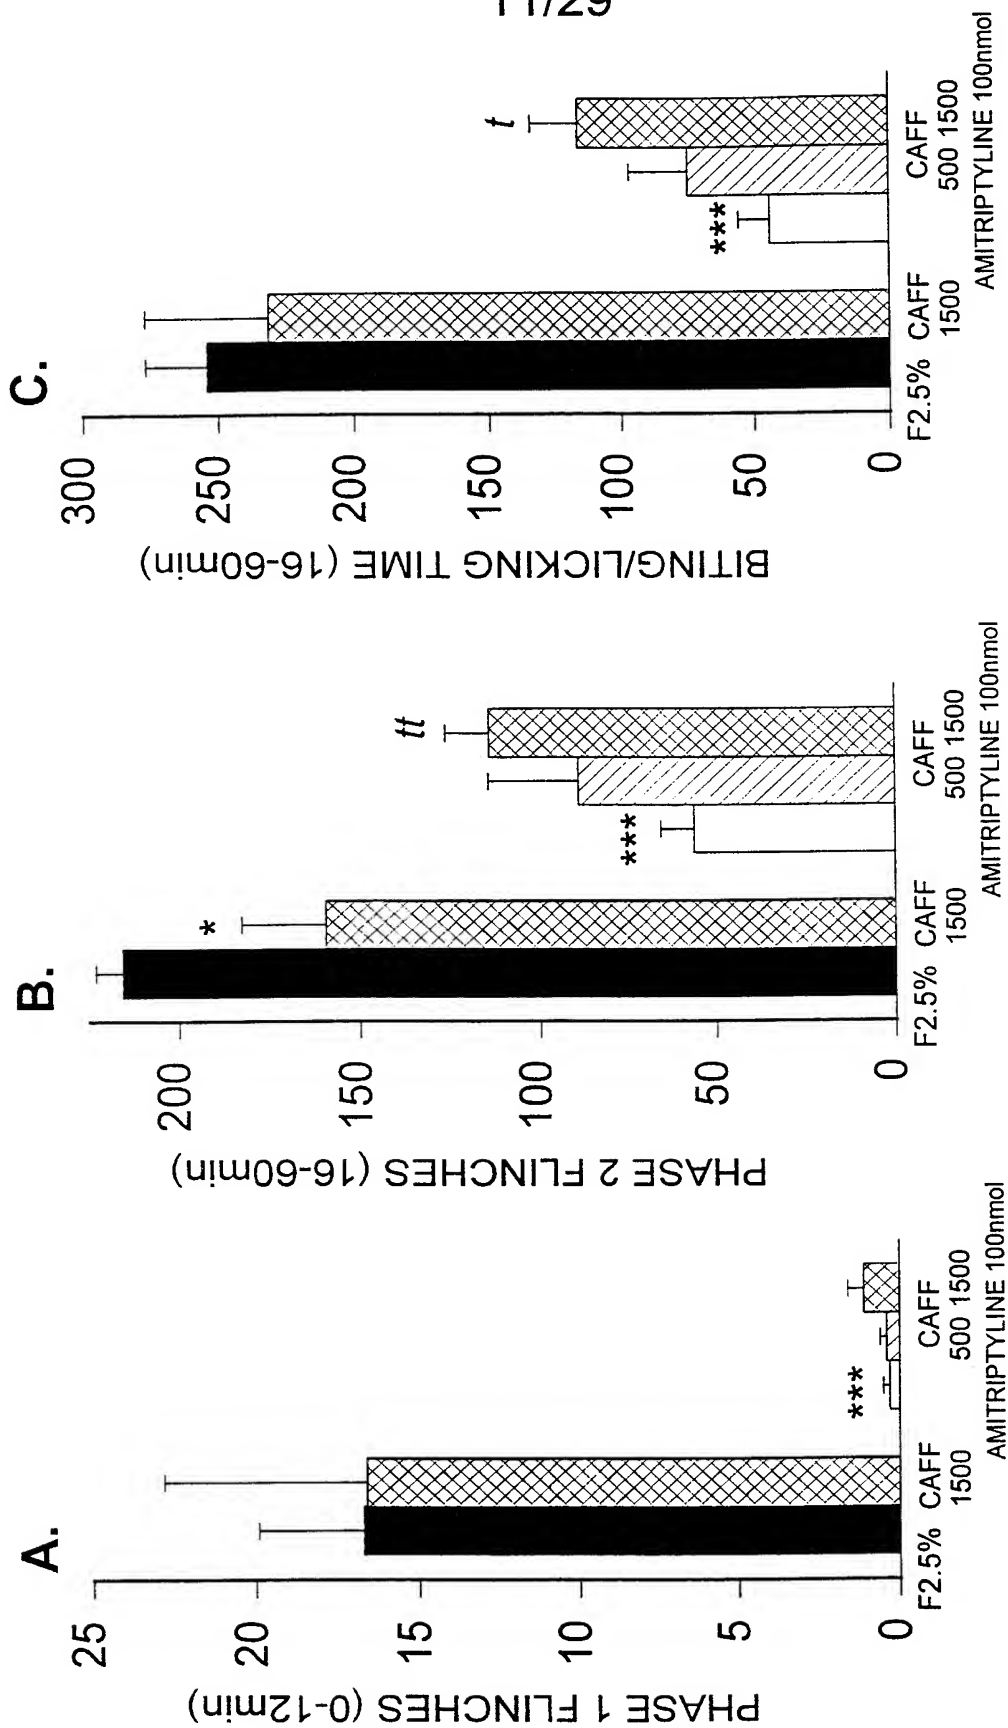 11/29
A.
PHASE 1 FLINCHES (0-12min)
25
20
15
10
5
0
F2.5% CAFF
1500
***
CAFF
500 1500
AMITRIPTYLINE 100nmol
B.
PHASE 2 FLINCHES (16-60min)
200
150
100
50
0
*
F2.5% CAFF
1500
***
tt
CAFF
500 1500
AMITRIPTYLINE 100nmol
C.
BITING/LICKING TIME (16-60min)
300
250
200
150
100
50
0
F2.5% CAFF
1500
***
t
CAFF
500 1500
AMITRIPTYLINE 100nmol